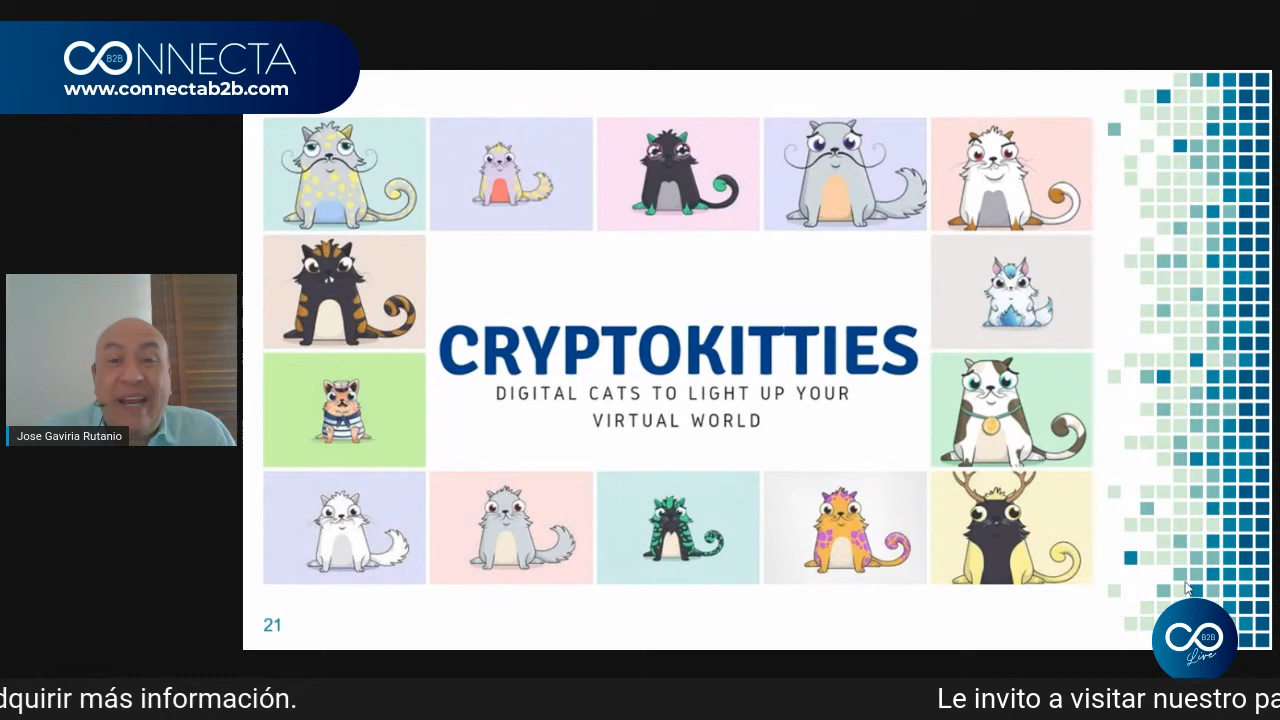 CONNECTA
B2B
www.connectab2b.com
CRYPTOKITTIES
DIGITAL CATS TO LIGHT UP YOUR
VIRTUAL WORLD
Jose Gaviria Rutanio
21
CO
B2B
Live
dquirir más información.
Le invito a visitar nuestro pa